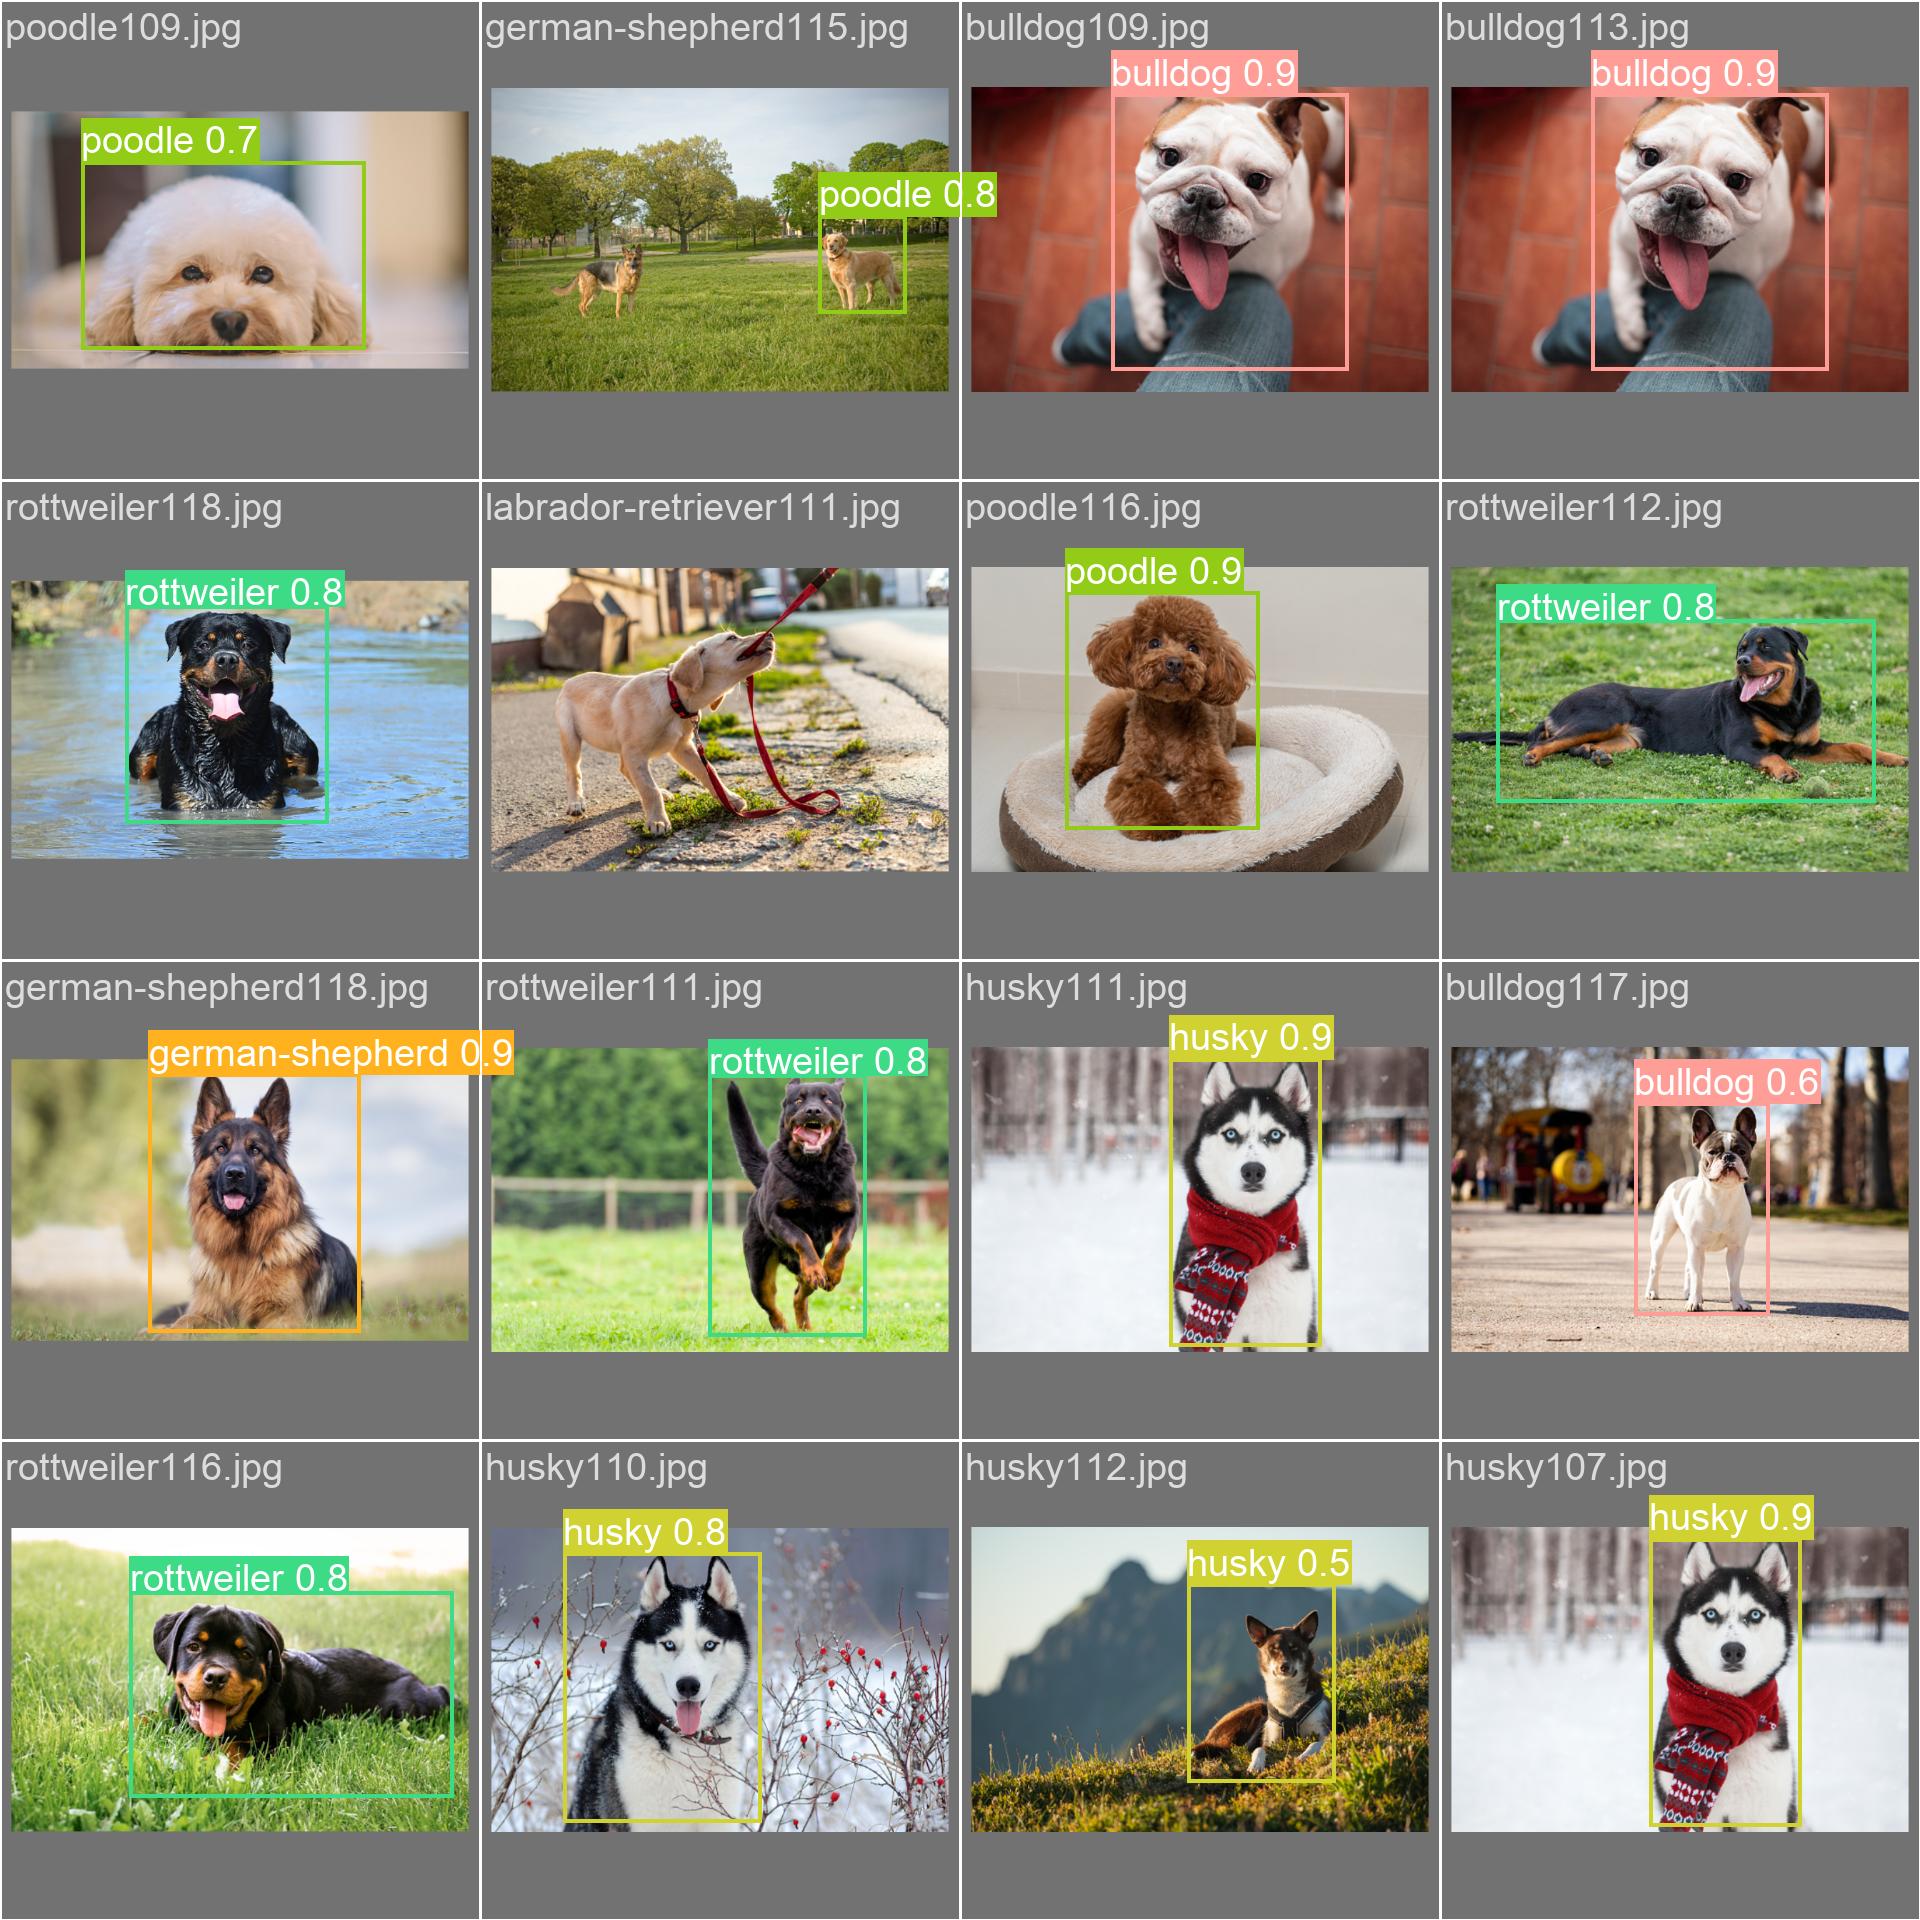 poodle109.jpg
german-shepherd115.jpg
bulldog109.jpg
bulldog113.jpg
poodle 0.7
poodle 0.8
bulldog 0.9
bulldog 0.9
rottweiler118.jpg
labrador-retriever111.jpg
poodle116.jpg
rottweiler112.jpg
rottweiler 0.8
poodle 0.9
rottweiler 0.8
german-shepherd118.jpg
rottweiler111.jpg
husky111.jpg
bulldog117.jpg
german-shepherd 0.9
rottweiler 0.8
husky 0.9
bulldog 0.6
rottweiler116.jpg
husky110.jpg
husky112.jpg
husky107.jpg
rottweiler 0.8
husky 0.8
husky 0.5
husky 0.9